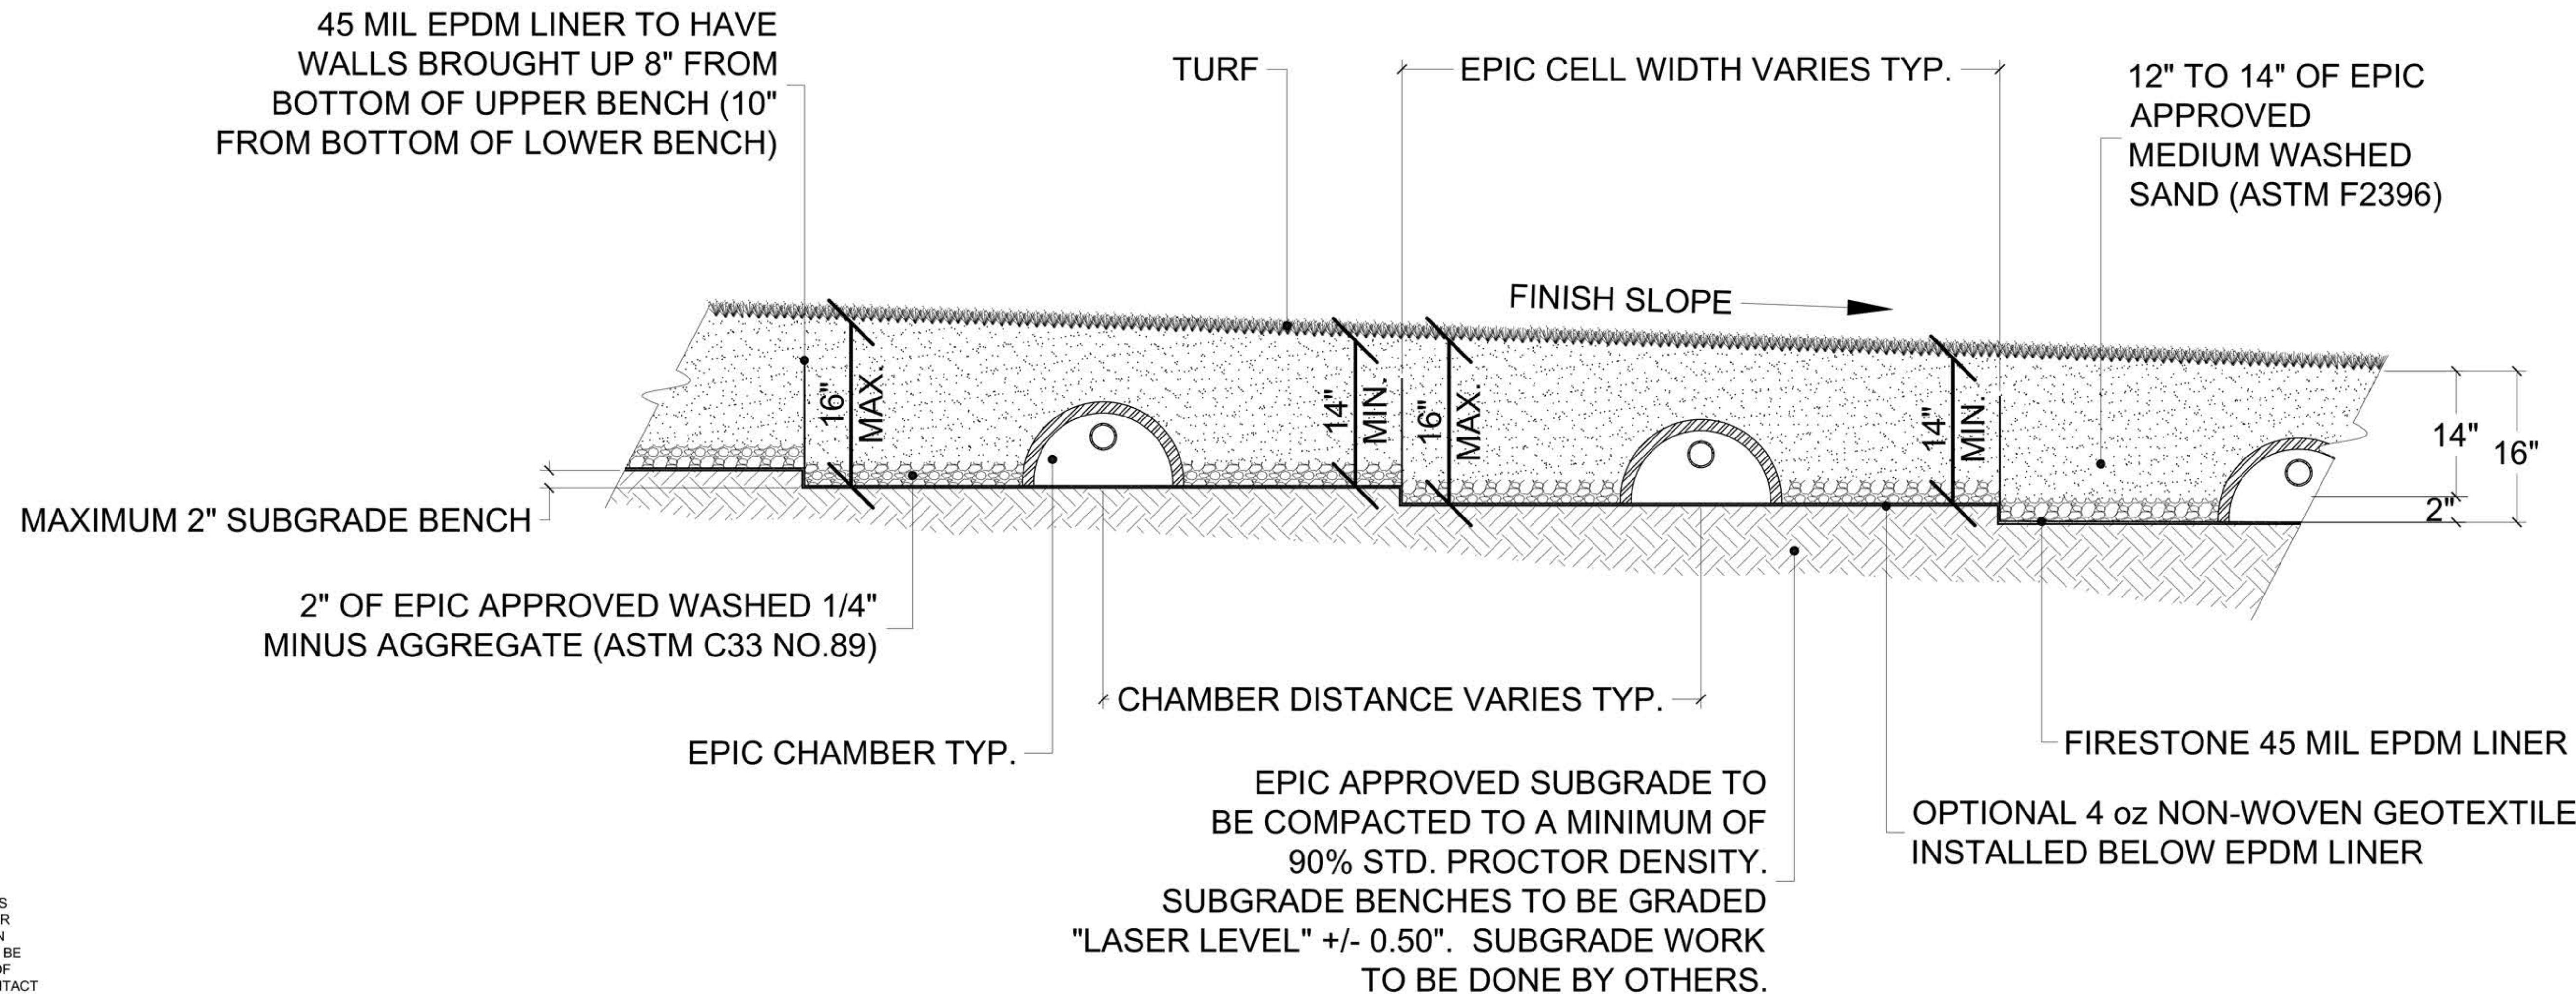 45 MIL EPDM LINER TO HAVE
WALLS BROUGHT UP 8" FROM
BOTTOM OF UPPER BENCH (10"
FROM BOTTOM OF LOWER BENCH)
TURF
EPIC CELL WIDTH VARIES TYP.
12" TO 14" OF EPIC
APPROVED
MEDIUM WASHED
SAND (ASTM F2396)
FINISH SLOPE
16"
MAX.
14"
MIN.
16"
MAX.
14"
MIN.
14"
16"
2"
MAXIMUM 2" SUBGRADE BENCH
2" OF EPIC APPROVED WASHED 1/4"
MINUS AGGREGATE (ASTM C33 NO.89)
CHAMBER DISTANCE VARIES TYP.
EPIC CHAMBER TYP.
FIRESTONE 45 MIL EPDM LINER
EPIC APPROVED SUBGRADE TO
BE COMPACTED TO A MINIMUM OF
90% STD. PROCTOR DENSITY.
SUBGRADE BENCHES TO BE GRADED
"LASER LEVEL" +/- 0.50". SUBGRADE WORK
TO BE DONE BY OTHERS.
OPTIONAL 4 oz NON-WOVEN GEOTEXTILE
INSTALLED BELOW EPDM LINER
BE